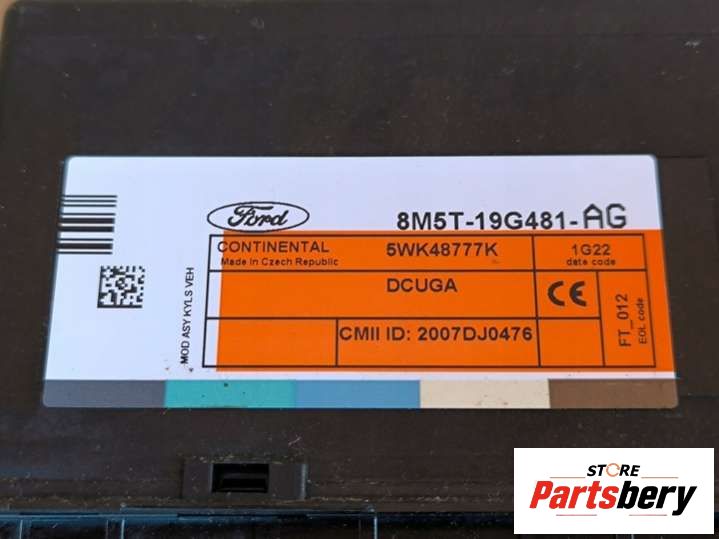 Ford
8M5T-19G481-AG
CONTINENTAL
Made in Czech Republic
5WK48777K
1G22
date code
DCUGA
CE
CMII ID: 2007DJ0476
FT_012
EOL code
MOD ASY KYLS VEH
STORE
Partsbery